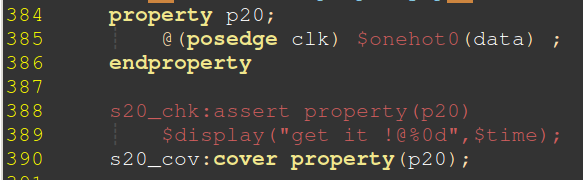 384 property p20;
385 @(posedge clk) $onehot0(data) ;
386 endproperty
387
388 s20_chk:assert property(p20)
389 $display("get it !@%0d",$time);
390 s20_cov:cover property(p20);